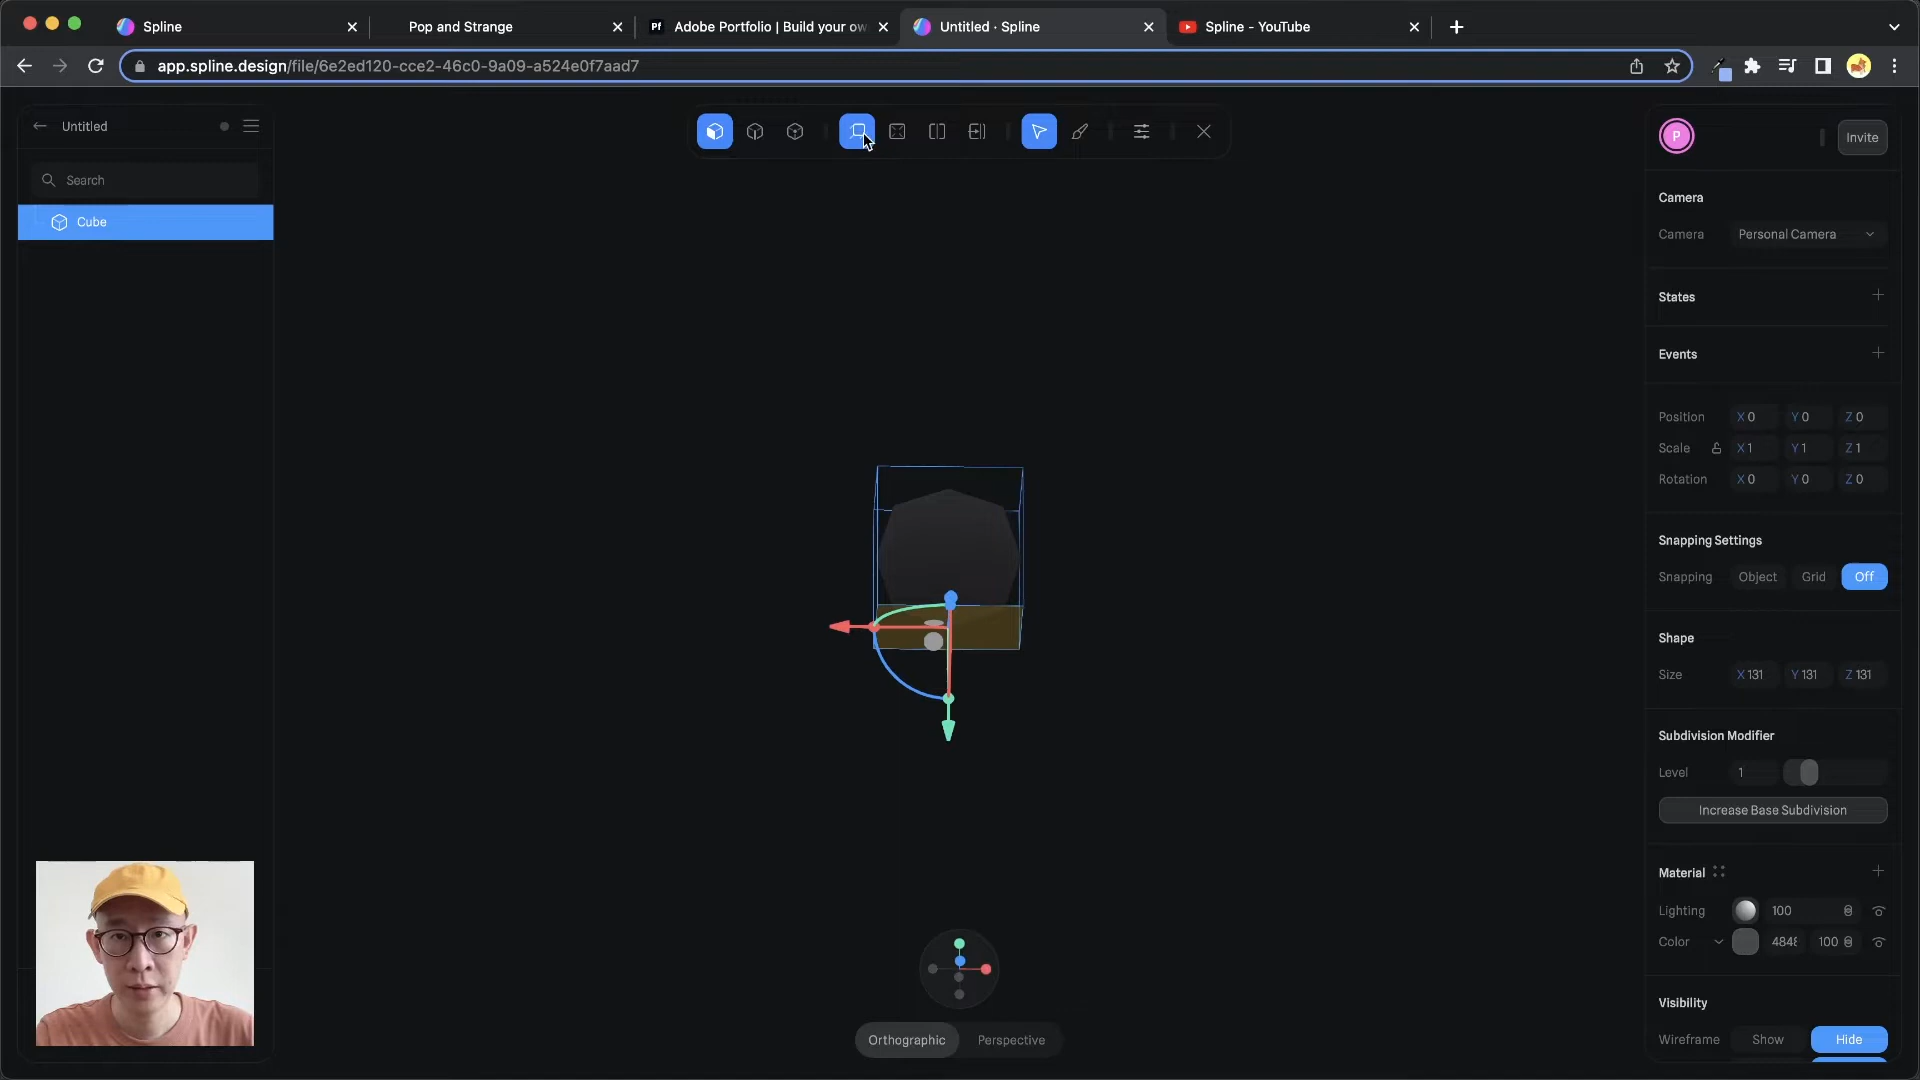 Spline
Pop and Strange
Pf Adobe Portfolio | Build your ow
Untitled · Spline
Spline - YouTube
app.spline.design/file/6e2ed120-cce2-46c0-9a09-a524e0f7aad7
Untitled
P
Invite
Search
Cube
Camera
Camera Personal Camera
States
Events
Position X 0 Y 0 Z 0
Scale X 1 Y 1 Z 1
Rotation X 0 Y 0 Z 0
Snapping Settings
Snapping Object Grid Off
Shape
Size X 131 Y 131 Z 131
Subdivision Modifier
Level 1
Increase Base Subdivision
Material
Lighting 100
Color 4848 100
Visibility
Wireframe Show Hide
Orthographic Perspective